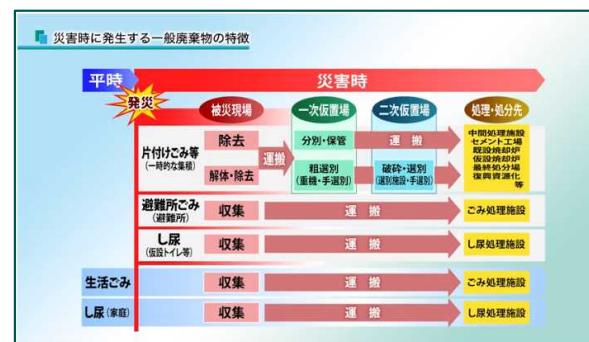 災害時に発生する一般廃棄物の特徴
平時
災害時
発災
被災現場
一次仮置場
二次仮置場
処理・処分先
片付けごみ等
(一時的な集積)
除去
解体・除去
運搬
分別・保管
粗選別
(重機・手選別)
運 搬
破砕・選別
(選別施設・手選別)
中間処理施設
セメント工場
既設焼却炉
仮設焼却炉
最終処分場
復興資源化
等
避難所ごみ
(避難所)
収集
運 搬
ごみ処理施設
し尿
(仮設トイレ等)
収集
運 搬
し尿処理施設
生活ごみ
収集
運 搬
ごみ処理施設
し尿(家庭)
収集
運 搬
し尿処理施設